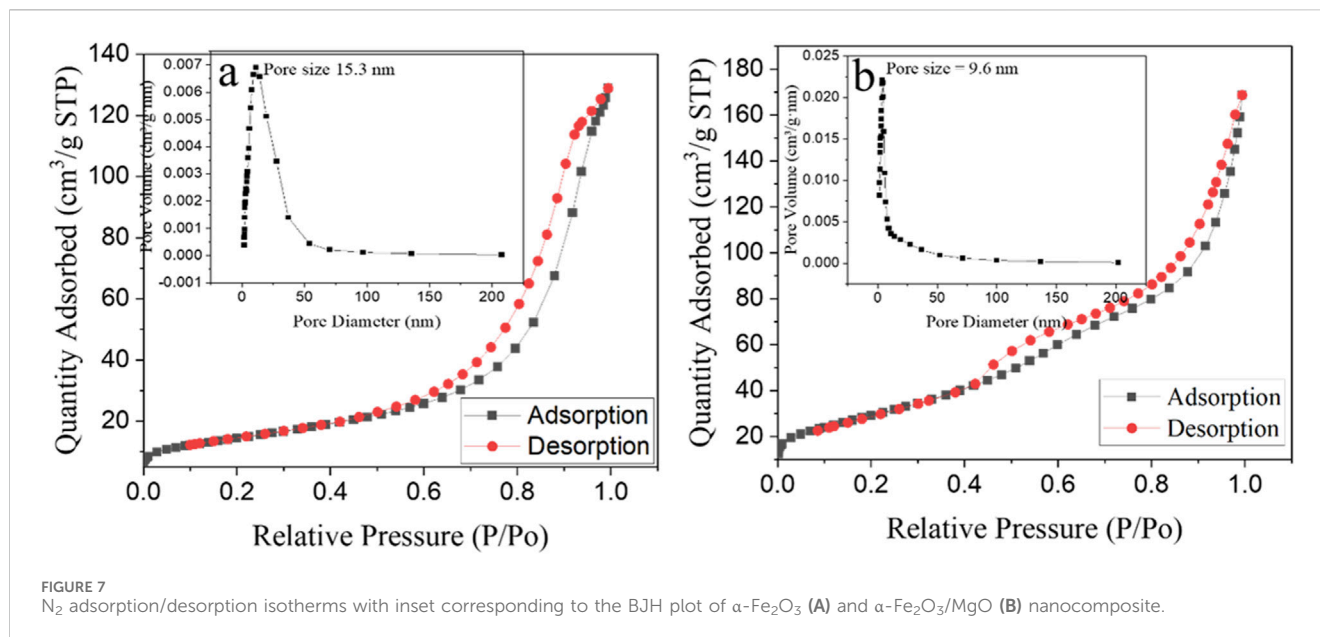 140
120
100
80
60
40
20
Quantity Adsorbed (cm³/g STP)
0.0
0.2
0.4
0.6
0.8
1.0
Relative Pressure (P/Po)
a
Pore size 15.3 nm
0.007
0.006
0.005
0.004
0.003
0.002
0.001
0.000
-0.001
Pore Volume (cm³/g·nm)
0
50
100
150
200
Pore Diameter (nm)
Adsorption
Desorption
180
160
140
120
100
80
60
40
20
Quantity Adsorbed (cm³/g STP)
0.0
0.2
0.4
0.6
0.8
1.0
Relative Pressure (P/Po)
b
Pore size = 9.6 nm
0.025
0.020
0.015
0.010
0.005
0.000
Pore Volume (cm³/g·nm)
0
50
100
150
200
Pore Diameter (nm)
Adsorption
Desorption
FIGURE 7
N₂ adsorption/desorption isotherms with inset corresponding to the BJH plot of α-Fe₂O₃ (A) and α-Fe₂O₃/MgO (B) nanocomposite.